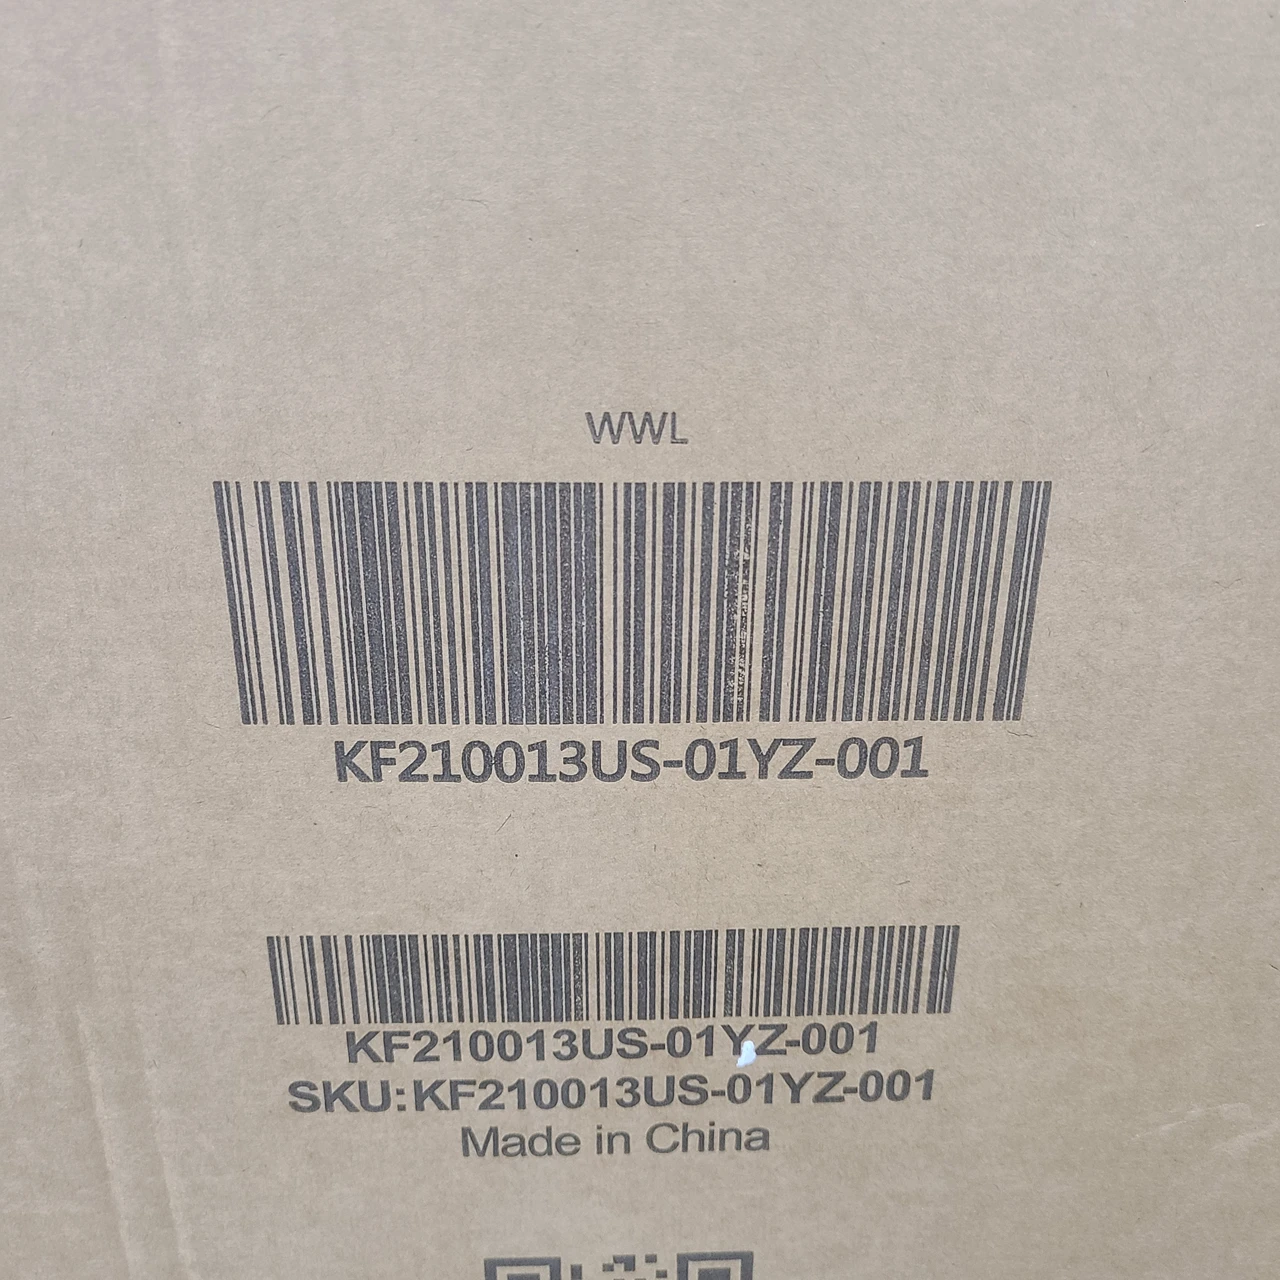 WWL
KF210013US-01YZ-001
KF210013US-01YZ-001
SKU:KF210013US-01YZ-001
Made in China